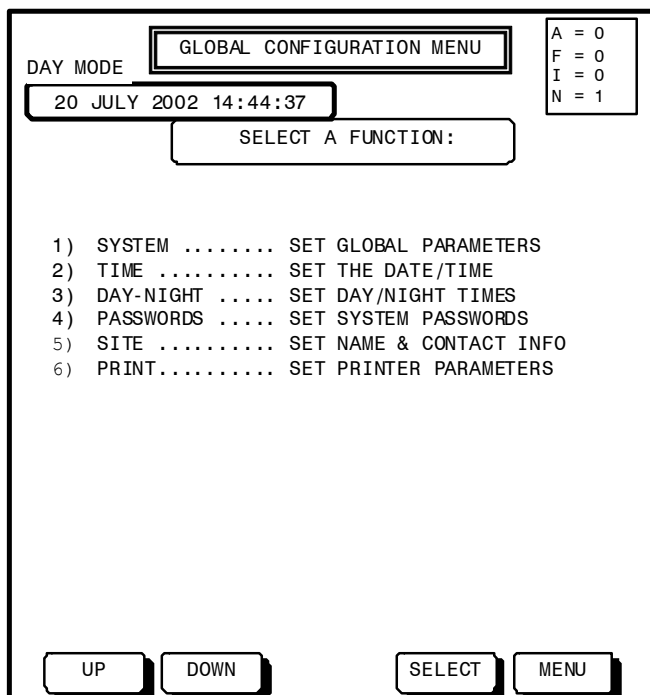 GLOBAL CONFIGURATION MENU
A = 0
F = 0
I = 0
N = 1
DAY MODE
20 JULY 2002 14:44:37
SELECT A FUNCTION:
1) SYSTEM ........ SET GLOBAL PARAMETERS
2) TIME .......... SET THE DATE/TIME
3) DAY-NIGHT ..... SET DAY/NIGHT TIMES
4) PASSWORDS ..... SET SYSTEM PASSWORDS
5) SITE .......... SET NAME & CONTACT INFO
6) PRINT.......... SET PRINTER PARAMETERS
UP DOWN SELECT MENU